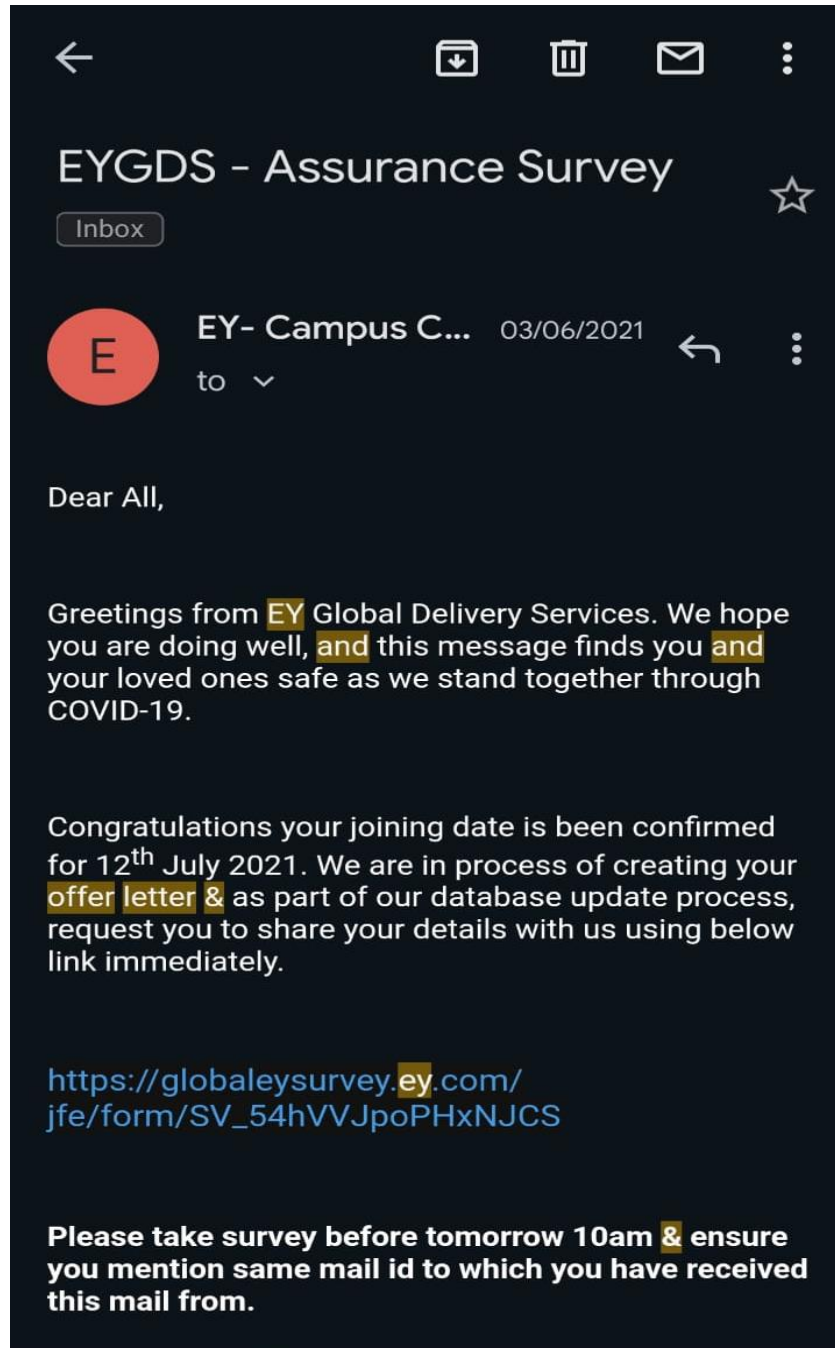 EYGDS - Assurance Survey
Inbox
E
EY- Campus C... 03/06/2021
to
Dear All,
Greetings from EY Global Delivery Services. We hope
you are doing well, and this message finds you and
your loved ones safe as we stand together through
COVID-19.
Congratulations your joining date is been confirmed
for 12th July 2021. We are in process of creating your
offer letter & as part of our database update process,
request you to share your details with us using below
link immediately.
https://globaleysurvey.ey.com/
jfe/form/SV_54hVVJpoPHxNJCS
Please take survey before tomorrow 10am & ensure
you mention same mail id to which you have received
this mail from.